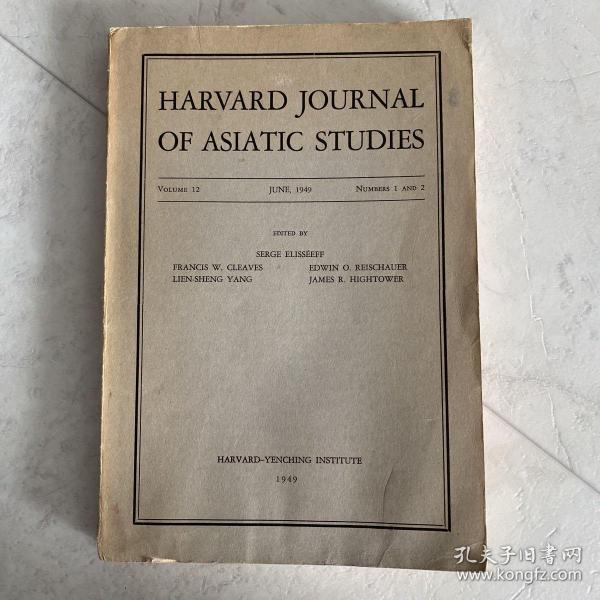 HARVARD JOURNAL
OF ASIATIC STUDIES
VOLUME 12 JUNE, 1949 NUMBERS 1 AND 2
EDITED BY
SERGE ELISSÉEFF
FRANCIS W. CLEAVES EDWIN O. REISCHAUER
LIEN-SHENG YANG JAMES R. HIGHTOWER
HARVARD-YENCHING INSTITUTE
1949
孔夫子旧书网
www.kongfz.com